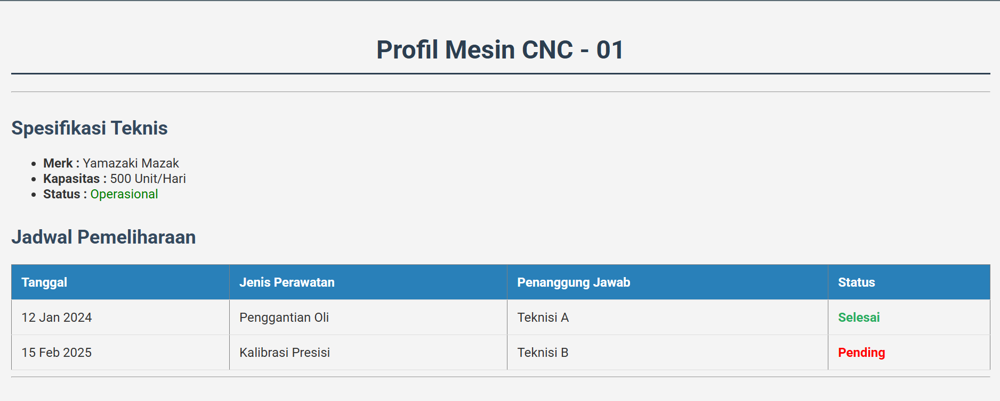 Profil Mesin CNC - 01
Spesifikasi Teknis
Merk : Yamazaki Mazak
Kapasitas : 500 Unit/Hari
Status : Operasional
Jadwal Pemeliharaan
Tanggal Jenis Perawatan Penanggung Jawab Status
12 Jan 2024 Penggantian Oli Teknisi A Selesai
15 Feb 2025 Kalibrasi Presisi Teknisi B Pending